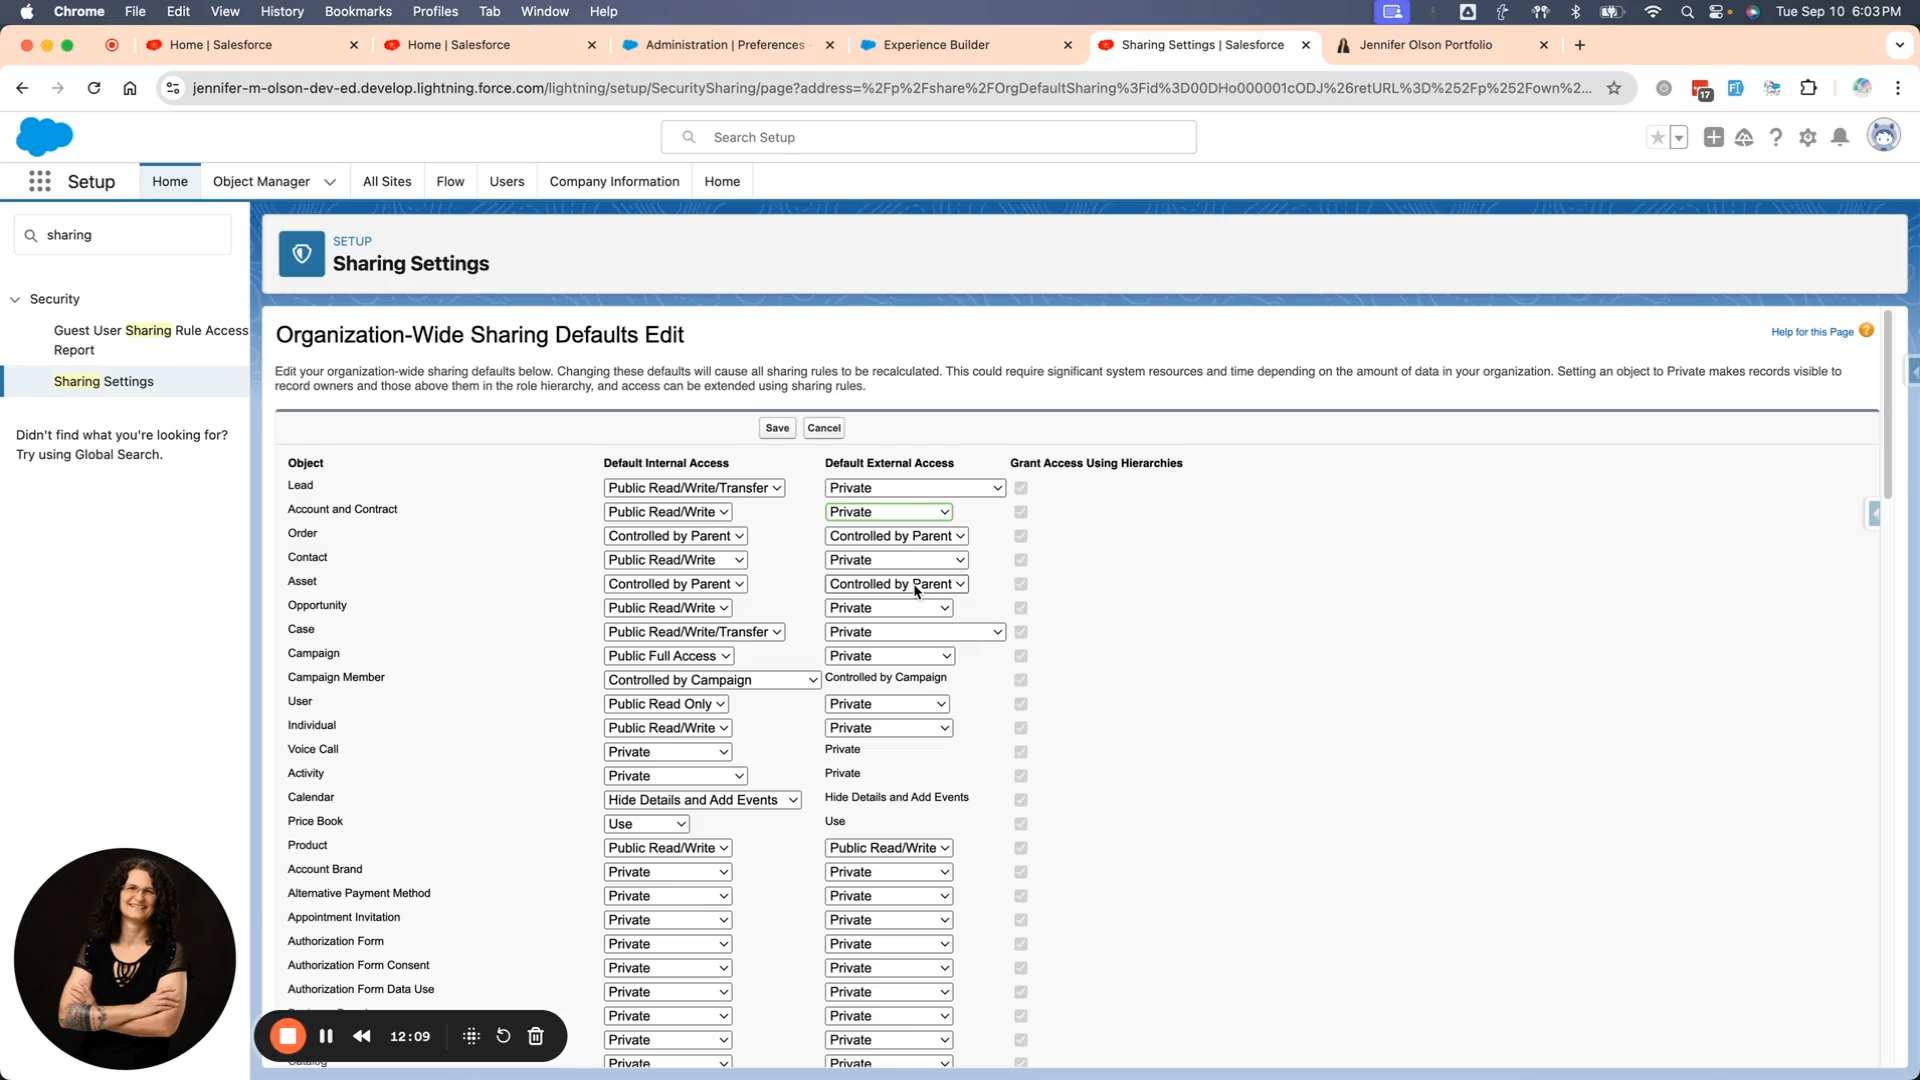 Chrome File Edit View History Bookmarks Profiles Tab Window Help Tue Sep 10 6:03 PM
Home | Salesforce Home | Salesforce Administration | Preferences Experience Builder Sharing Settings | Salesforce Jennifer Olson Portfolio
jennifer-m-olson-dev-ed.develop.lightning.force.com/lightning/setup/SecuritySharing/page?address=%2Fp%2Fshare%2FOrgDefaultSharing%3Fid%3D00DHo000001cODJ%26retURL%3D%252Fp%252Fown%2... 17
Search Setup
Setup Home Object Manager All Sites Flow Users Company Information Home
sharing
Security
Guest User Sharing Rule Access
Report
Sharing Settings
Didn't find what you're looking for?
Try using Global Search.
SETUP
Sharing Settings
Organization-Wide Sharing Defaults Edit
Help for this Page ?
Edit your organization-wide sharing defaults below. Changing these defaults will cause all sharing rules to be recalculated. This could require significant system resources and time depending on the amount of data in your organization. Setting an object to Private makes records visible to
record owners and those above them in the role hierarchy, and access can be extended using sharing rules.
Save Cancel
Object Default Internal Access Default External Access Grant Access Using Hierarchies
Lead Public Read/Write/Transfer Private
Account and Contract Public Read/Write Private
Order Controlled by Parent Controlled by Parent
Contact Public Read/Write Private
Asset Controlled by Parent Controlled by Parent
Opportunity Public Read/Write Private
Case Public Read/Write/Transfer Private
Campaign Public Full Access Private
Campaign Member Controlled by Campaign Controlled by Campaign
User Public Read Only Private
Individual Public Read/Write Private
Voice Call Private Private
Activity Private Private
Calendar Hide Details and Add Events Hide Details and Add Events
Price Book Use Use
Product Public Read/Write Public Read/Write
Account Brand Private Private
Alternative Payment Method Private Private
Appointment Invitation Private Private
Authorization Form Private Private
Authorization Form Consent Private Private
Authorization Form Data Use Private Private
Private Private
Private Private
Catalog Private Private
12:09